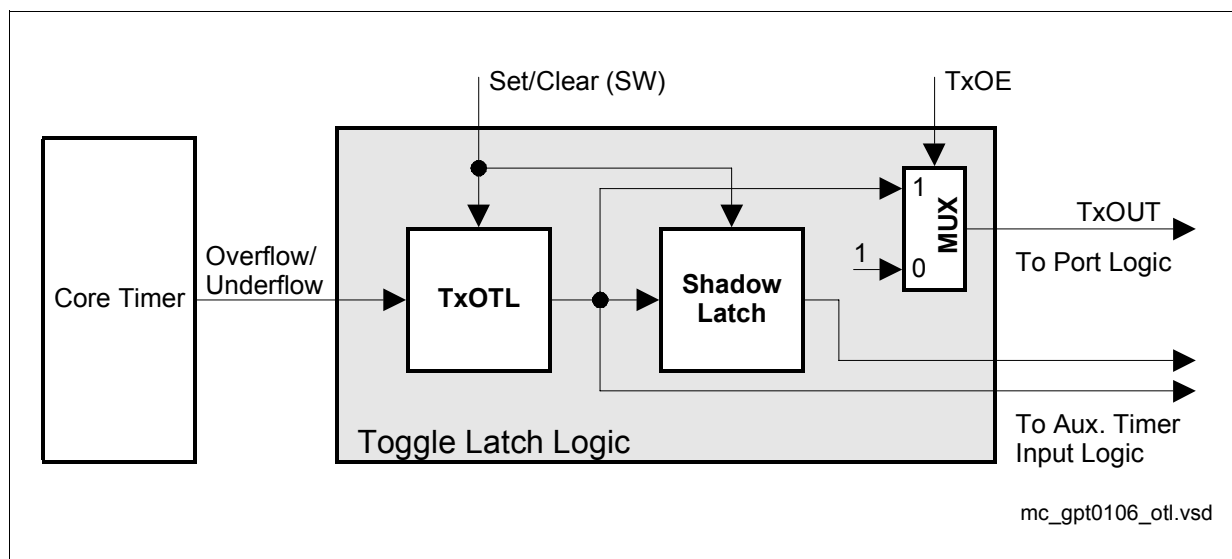 Set/Clear (SW)
TxOE
Core Timer
Overflow/
Underflow
TxOTL
Shadow
Latch
1
MUX
1
0
TxOUT
To Port Logic
To Aux. Timer
Input Logic
Toggle Latch Logic
mc_gpt0106_otl.vsd